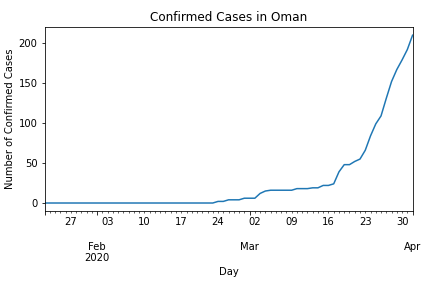 Confirmed Cases in Oman
Number of Confirmed Cases
200
150
100
50
0
27 03 10 17 24 02 09 16 23 30
Feb Mar Apr
2020
Day